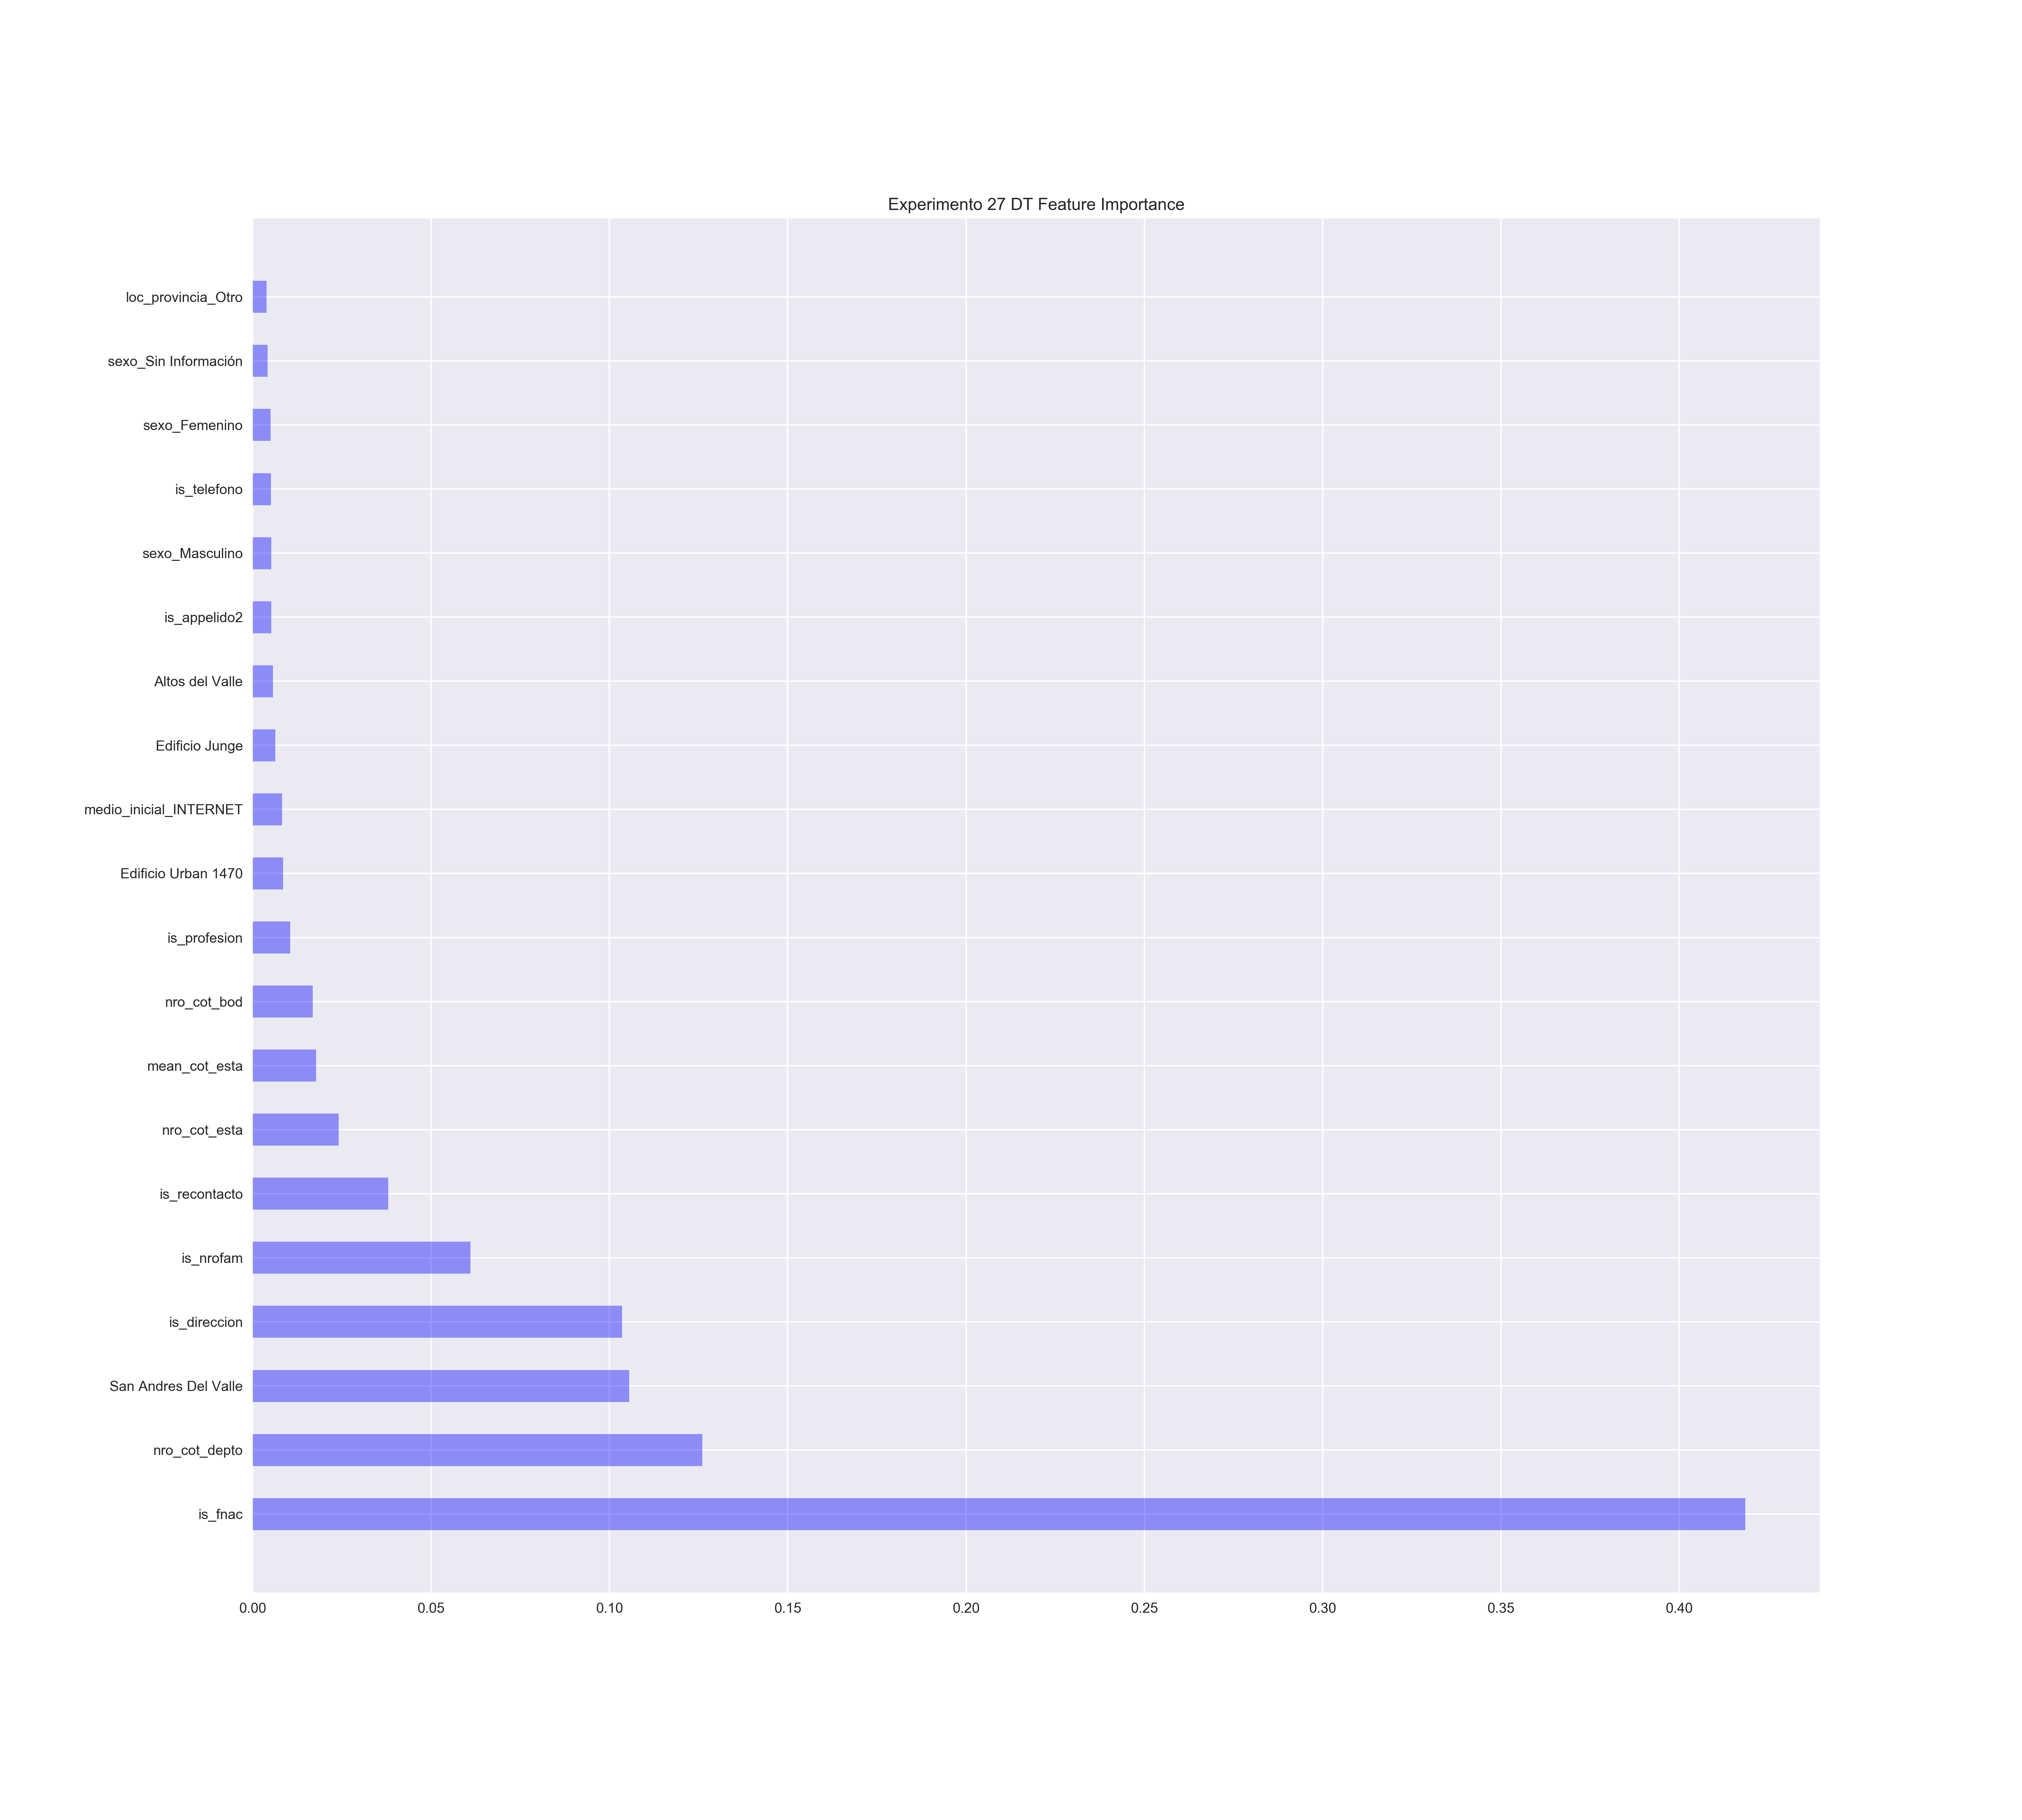 Experimento 27 DT Feature Importance
loc_provincia_Otro
sexo_Sin Información
sexo_Femenino
is_telefono
sexo_Masculino
is_appelido2
Altos del Valle
Edificio Junge
medio_inicial_INTERNET
Edificio Urban 1470
is_profesion
nro_cot_bod
mean_cot_esta
nro_cot_esta
is_recontacto
is_nrofam
is_direccion
San Andres Del Valle
nro_cot_depto
is_fnac
0.00 0.05 0.10 0.15 0.20 0.25 0.30 0.35 0.40